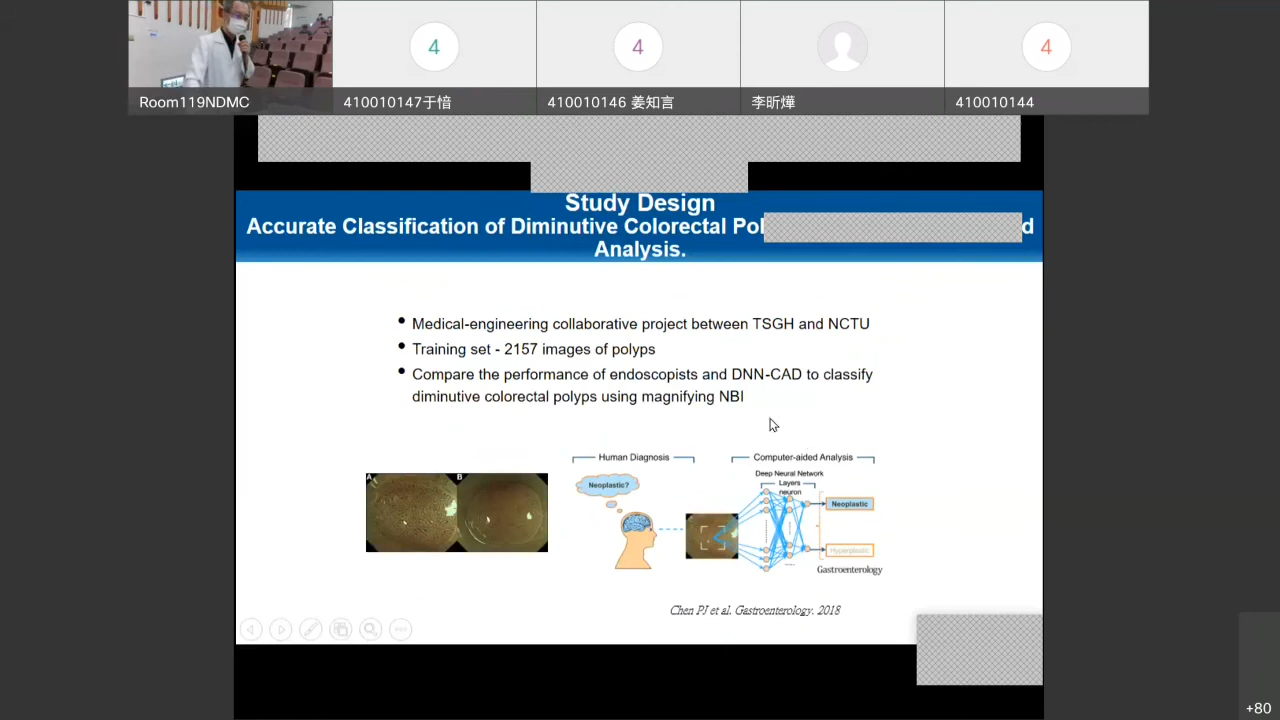 4
4
4
Room119NDMC
410010147于愔
410010146 姜知言
李昕燁
410010144
Study Design
Accurate Classification of Diminutive Colorectal Pol
d
Analysis.
• Medical-engineering collaborative project between TSGH and NCTU
• Training set - 2157 images of polyps
• Compare the performance of endoscopists and DNN-CAD to classify
diminutive colorectal polyps using magnifying NBI
Human Diagnosis
Computer-aided Analysis
Deep Neural Network
Layers
neuron
Neoplastic?
A
B
Neoplastic
Hyperplastic
Gastroenterology
Chen PJ et al. Gastroenterology. 2018
+80